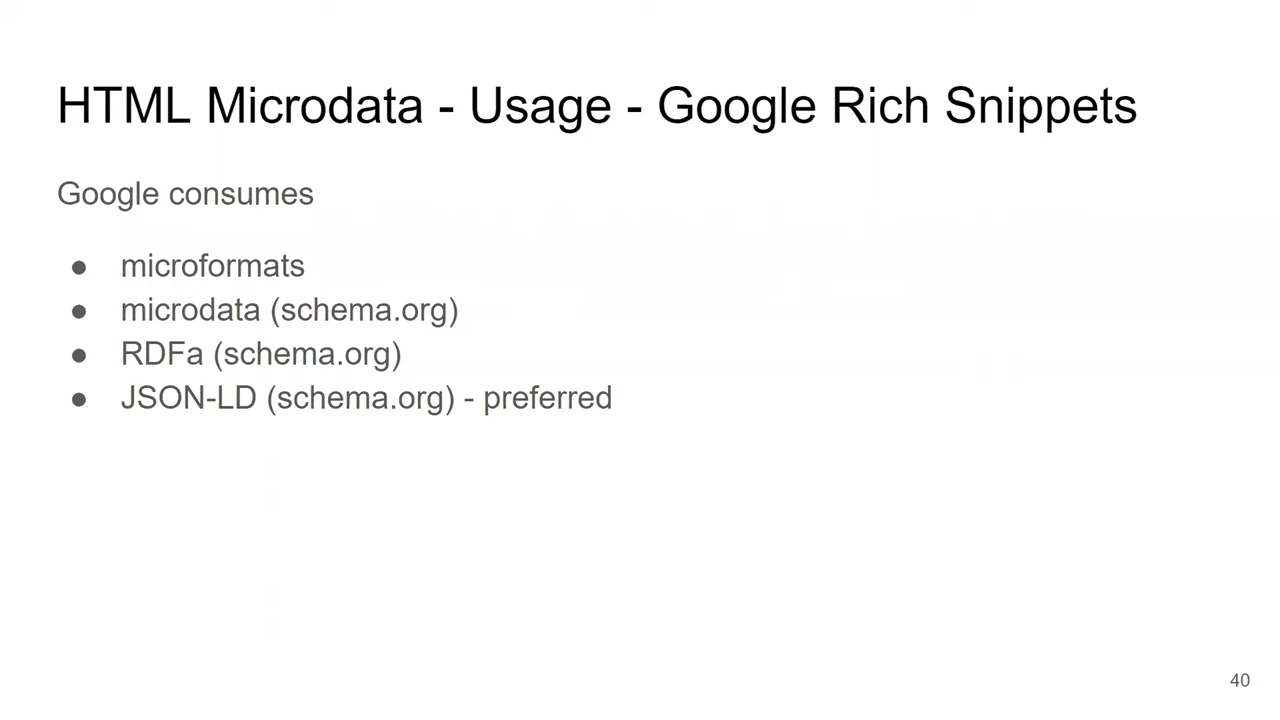 HTML Microdata - Usage - Google Rich Snippets
Google consumes
● microformats
● microdata (schema.org)
● RDFa (schema.org)
● JSON-LD (schema.org) - preferred
40